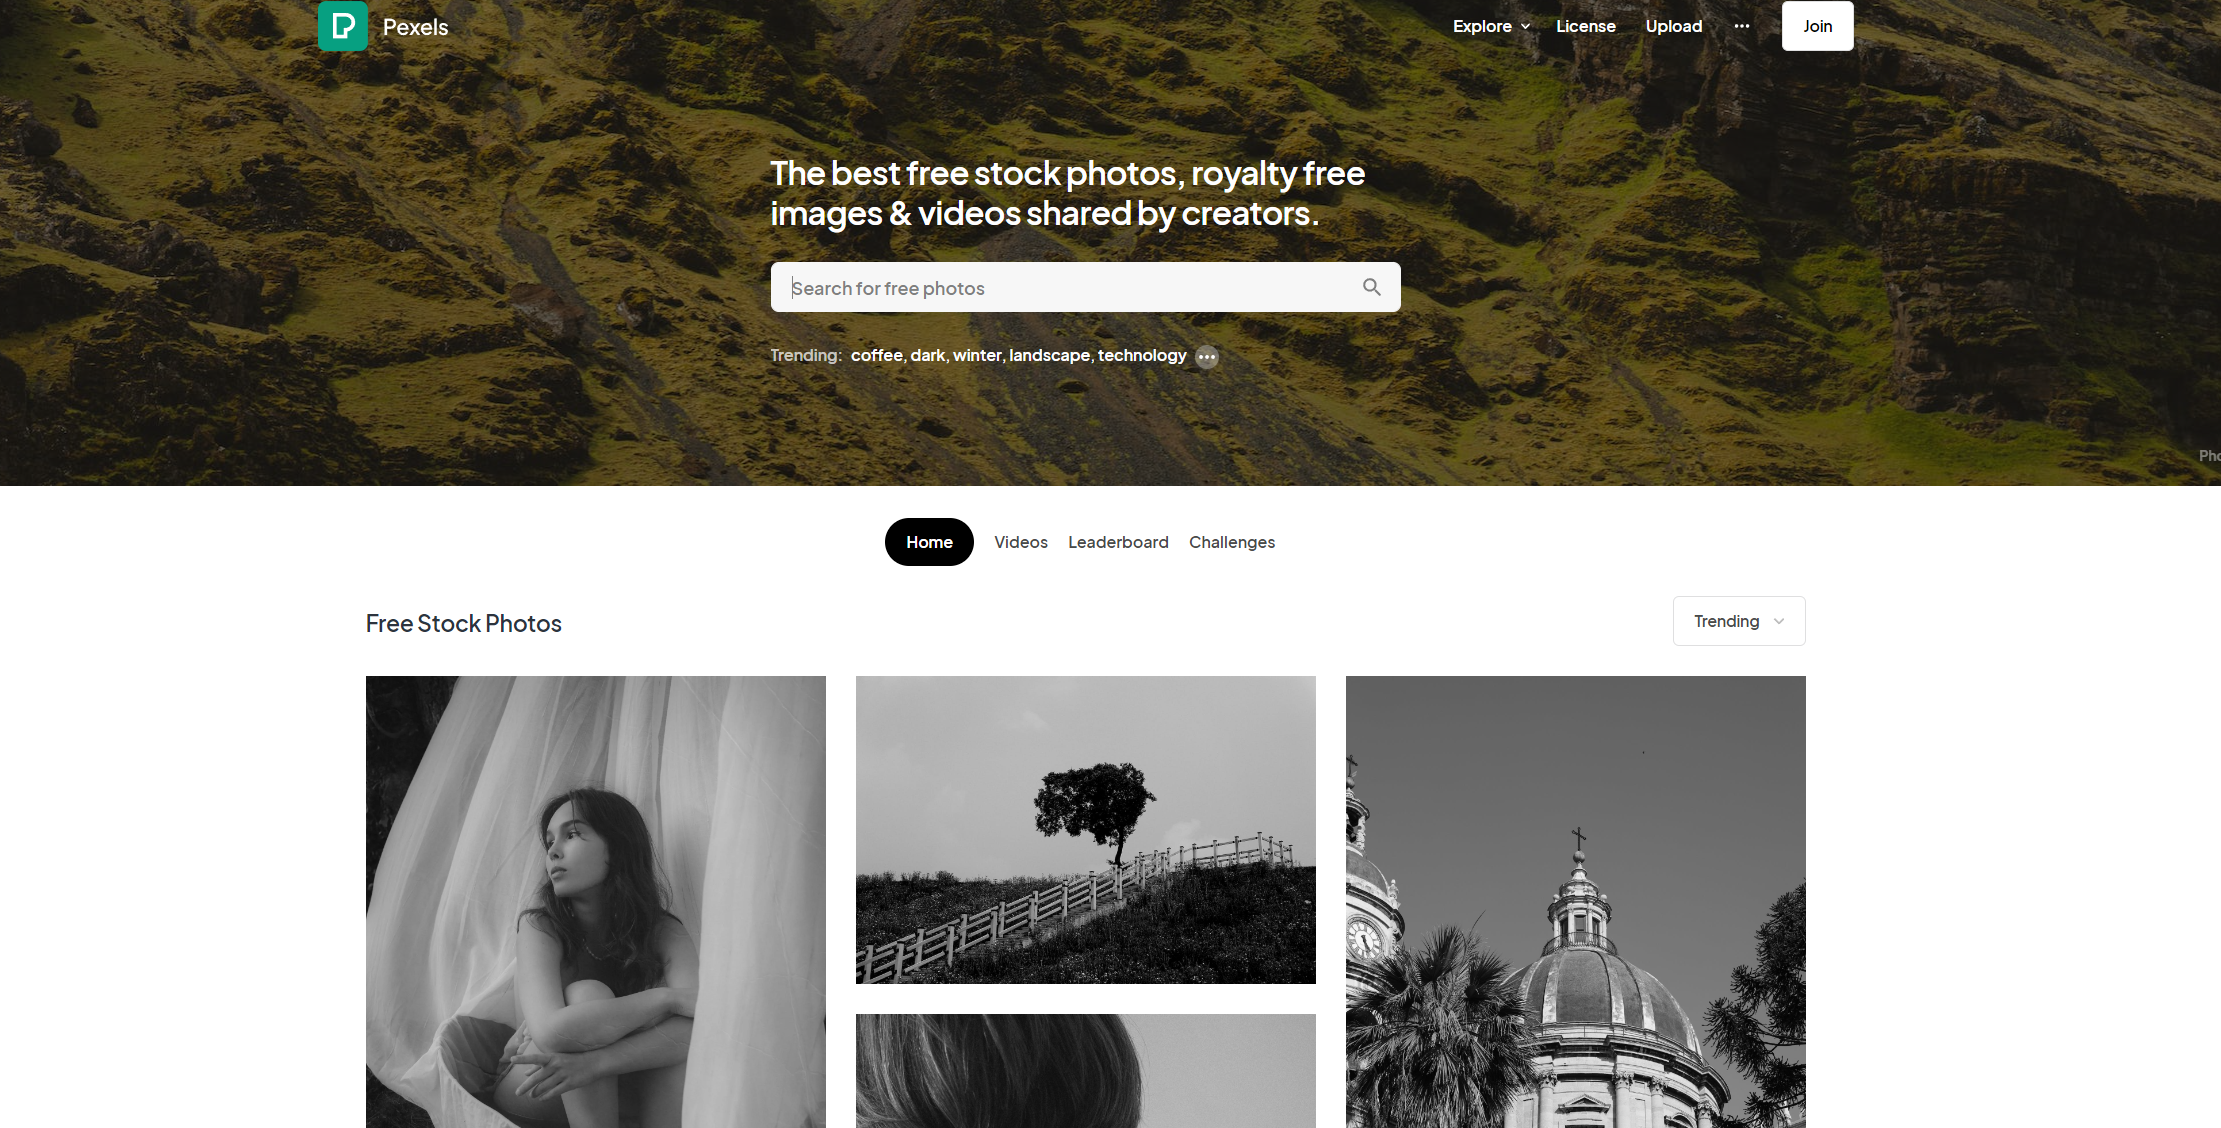 Pexels
Explore License Upload ••• Join
The best free stock photos, royalty free
images & videos shared by creators.
Search for free photos
Trending: coffee, dark, winter, landscape, technology •••
Pho
Home Videos Leaderboard Challenges
Free Stock Photos
Trending